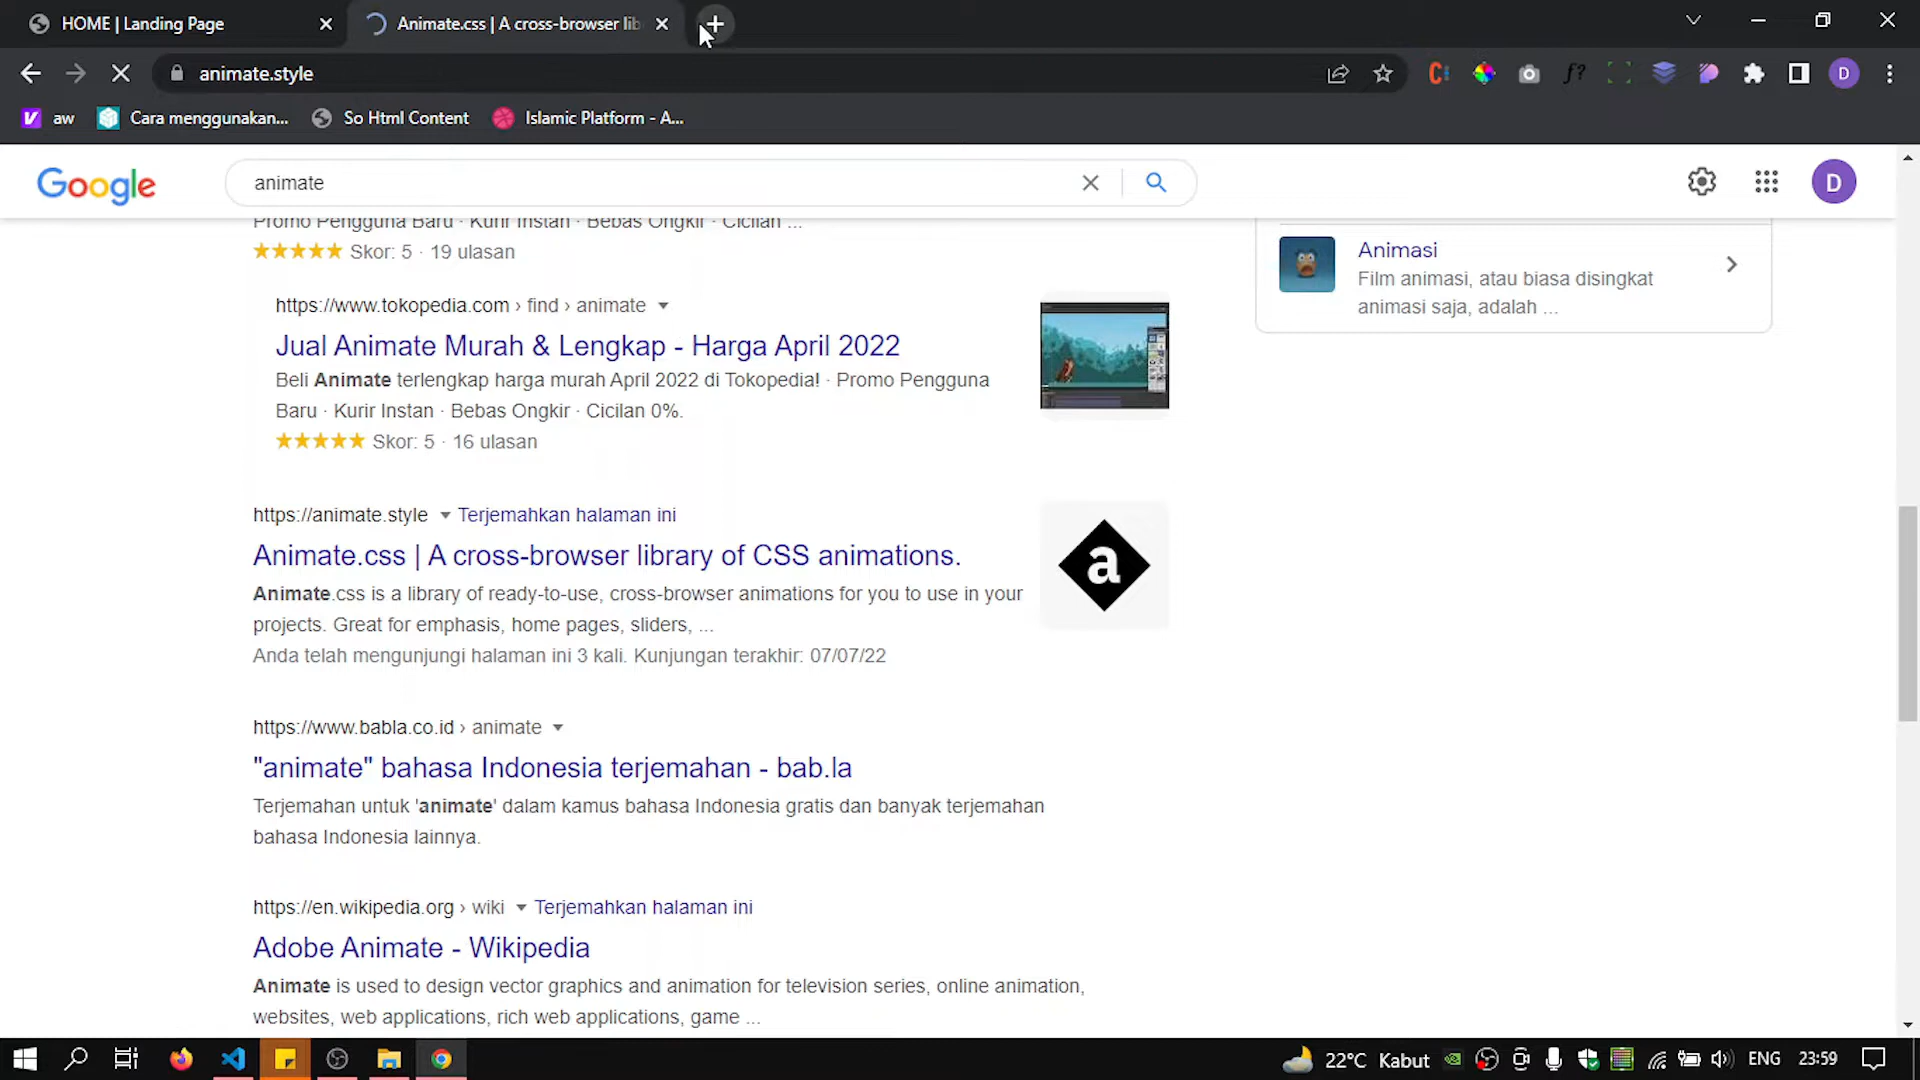 HOME | Landing Page
Animate.css | A cross-browser lib
animate.style
aw
Cara menggunakan...
So Html Content
Islamic Platform - A...
Google
animate
D
Promo Pengguna Baru · Kurir Instan · Bebas Ongkir · Cicilan ...
★★★★★ Skor: 5 · 19 ulasan
Animasi
Film animasi, atau biasa disingkat
animasi saja, adalah ...
https://www.tokopedia.com › find › animate
Jual Animate Murah & Lengkap - Harga April 2022
Beli Animate terlengkap harga murah April 2022 di Tokopedia! · Promo Pengguna
Baru · Kurir Instan · Bebas Ongkir · Cicilan 0%.
★★★★★ Skor: 5 · 16 ulasan
https://animate.style Terjemahkan halaman ini
Animate.css | A cross-browser library of CSS animations.
Animate.css is a library of ready-to-use, cross-browser animations for you to use in your
projects. Great for emphasis, home pages, sliders, ...
Anda telah mengunjungi halaman ini 3 kali. Kunjungan terakhir: 07/07/22
a
https://www.babla.co.id › animate
"animate" bahasa Indonesia terjemahan - bab.la
Terjemahan untuk 'animate' dalam kamus bahasa Indonesia gratis dan banyak terjemahan
bahasa Indonesia lainnya.
https://en.wikipedia.org › wiki Terjemahkan halaman ini
Adobe Animate - Wikipedia
Animate is used to design vector graphics and animation for television series, online animation,
websites, web applications, rich web applications, game ...
22°C Kabut
ENG
23:59